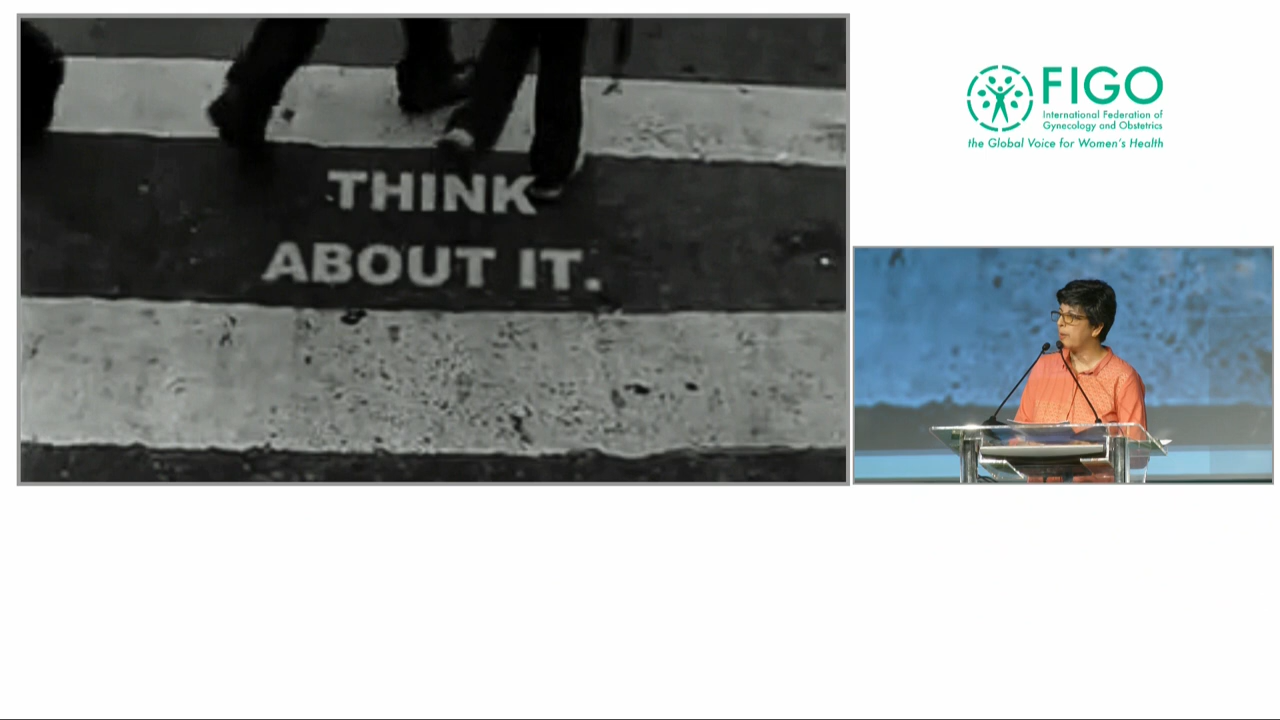 THINK
ABOUT IT.
FIGO
International Federation of
Gynecology and Obstetrics
the Global Voice for Women's Health